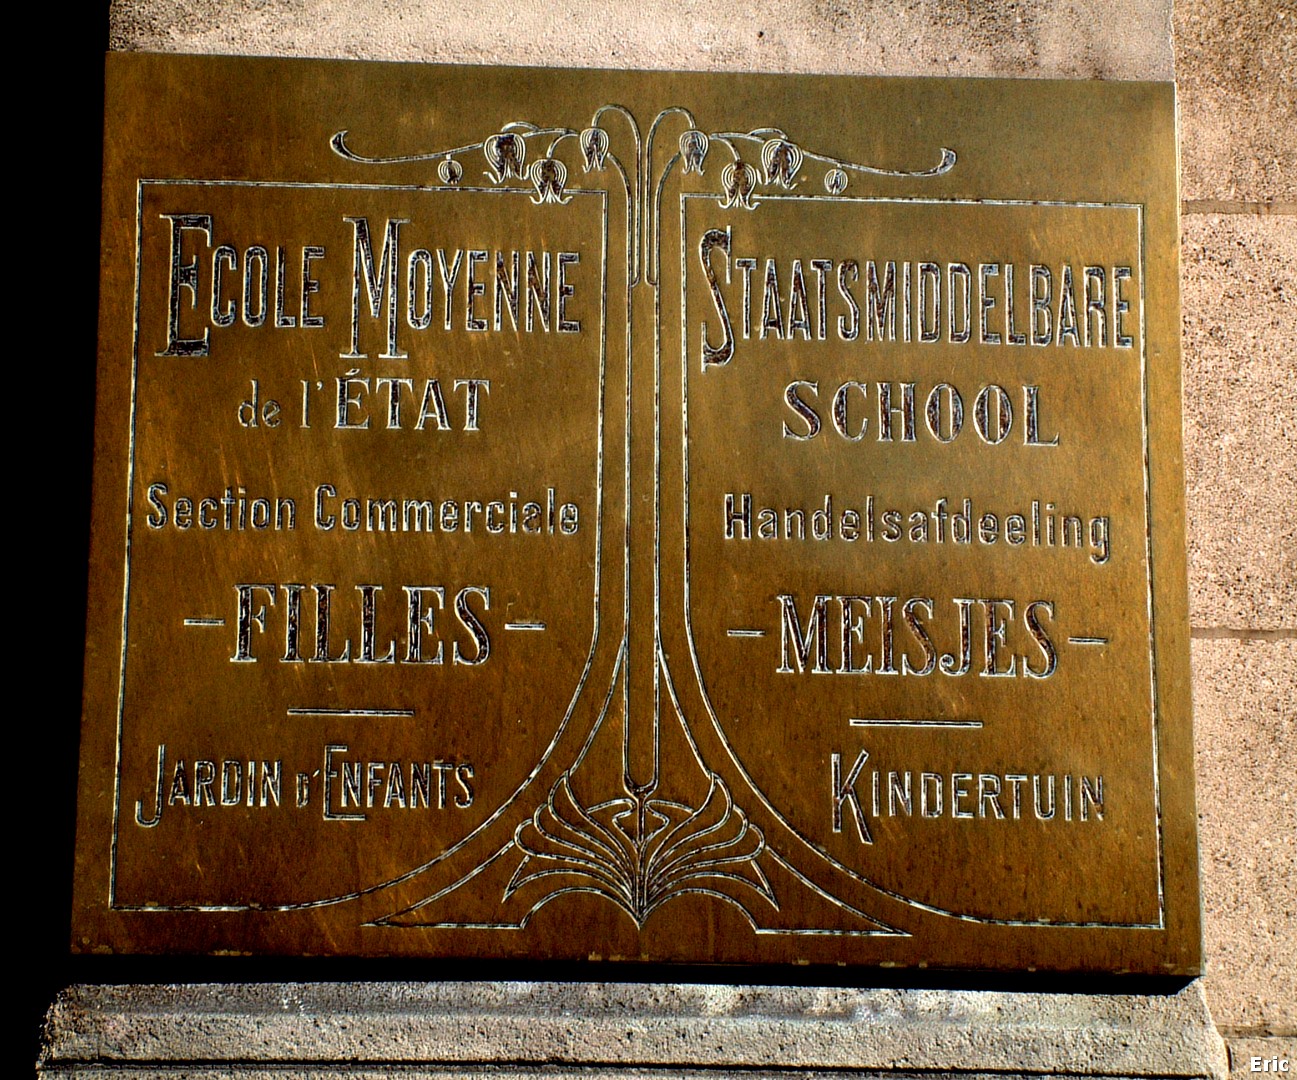 ECOLE MOYENNE
de l'ÉTAT
Section Commerciale
– FILLES –
JARDIN D'ENFANTS
STAATSMIDDELBARE
SCHOOL
Handelsafdeeling
– MEISJES –
KINDERTUIN
Eric